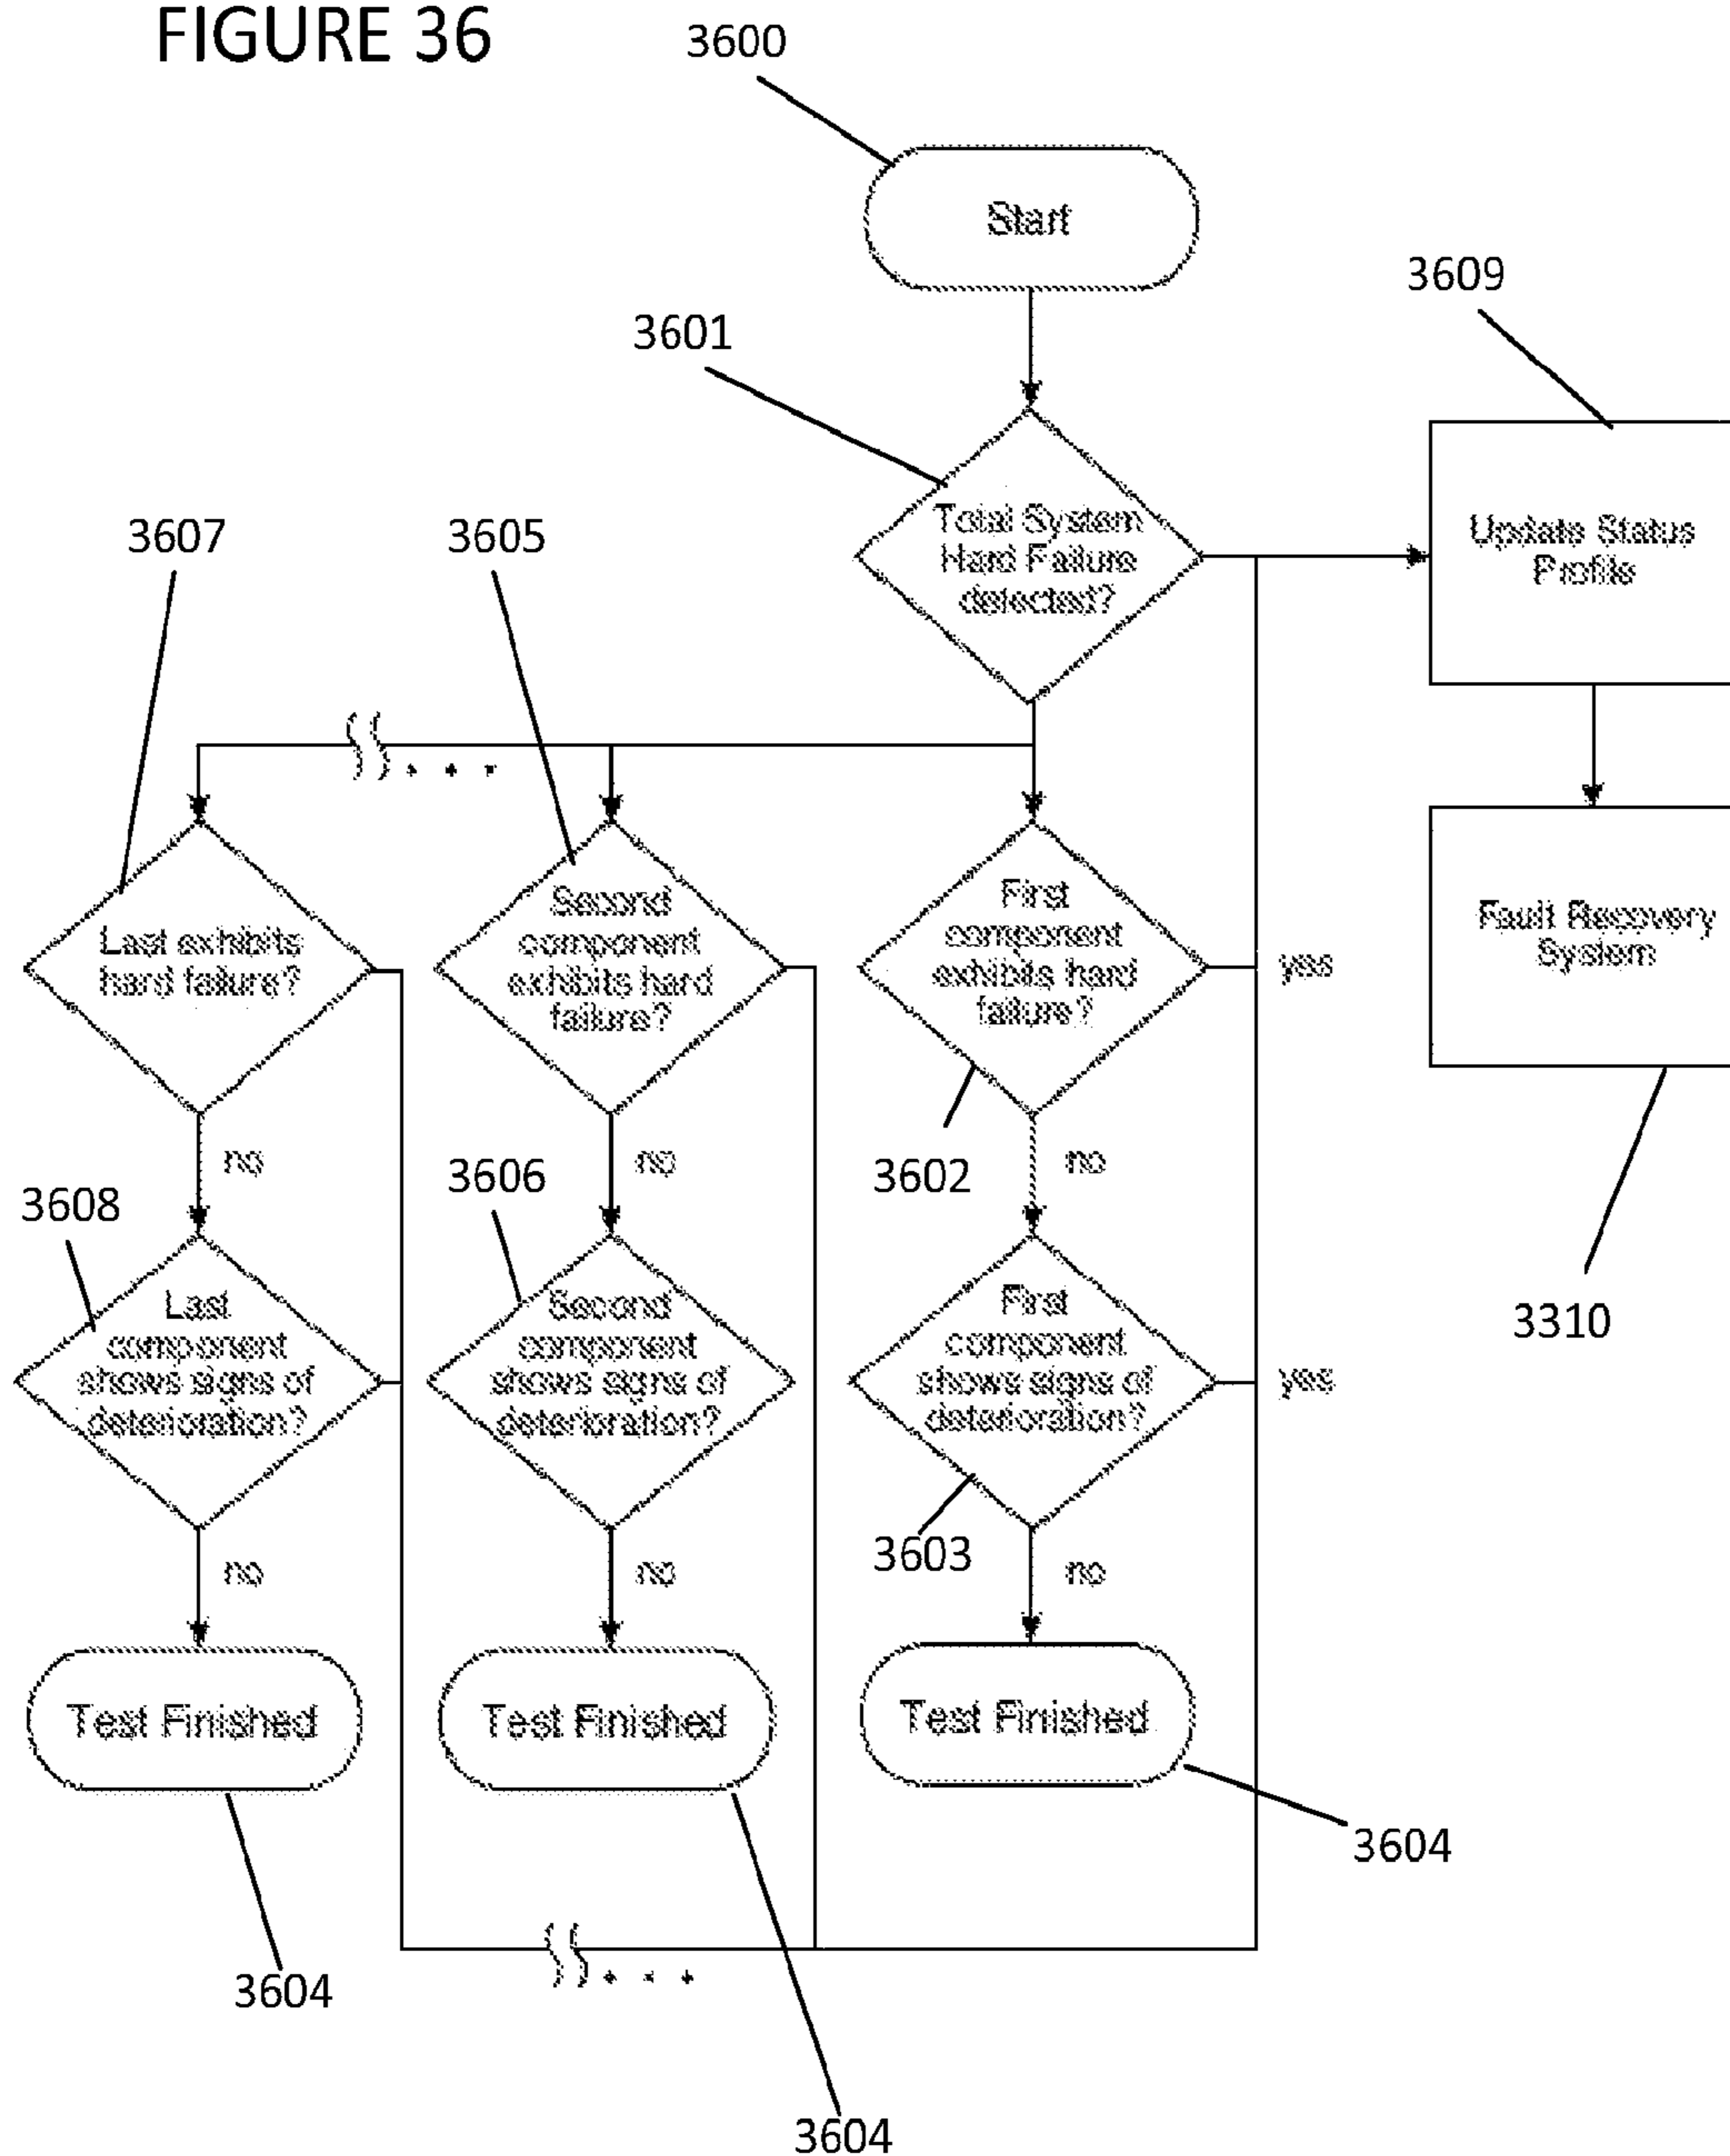 FIGURE 36
3600
Start
3609
3601
Total System
Hard Failure
detected?
Update Status
Profile
3607
3605
. . .
Last exhibits
hard failure?
Second
component
exhibits hard
failure?
First
component
exhibits hard
failure?
yes
Fault Recovery
System
no
no
3602
no
3608
3606
3310
Last
component
shows signs of
deterioration?
Second
component
shows signs of
deterioration?
First
component
shows signs of
deterioration?
yes
3603
no
no
no
Test Finished
Test Finished
Test Finished
3604
3604
. . .
3604